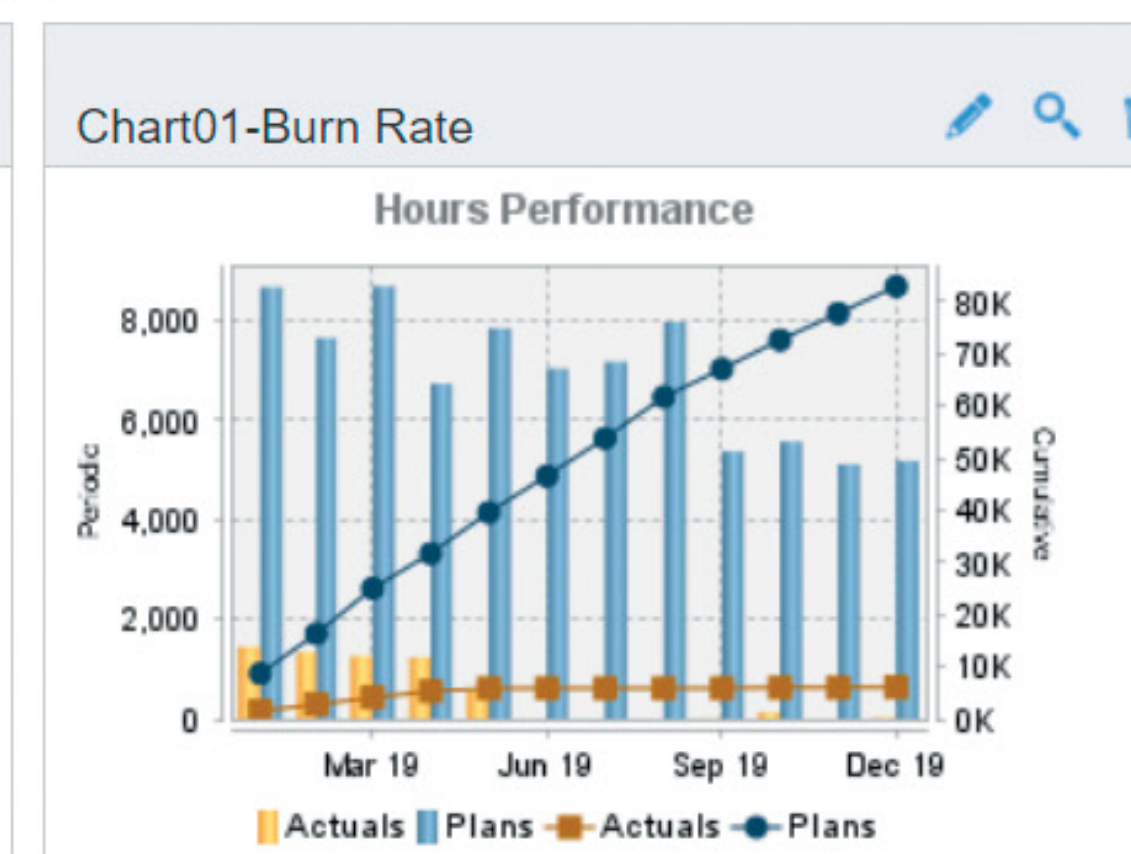 Chart01-Burn Rate
Hours Performance
8,000
6,000
4,000
2,000
0
Periodic
80K
70K
60K
50K
40K
30K
20K
10K
0K
Cumulative
Mar 19 Jun 19 Sep 19 Dec 19
Actuals Plans Actuals Plans